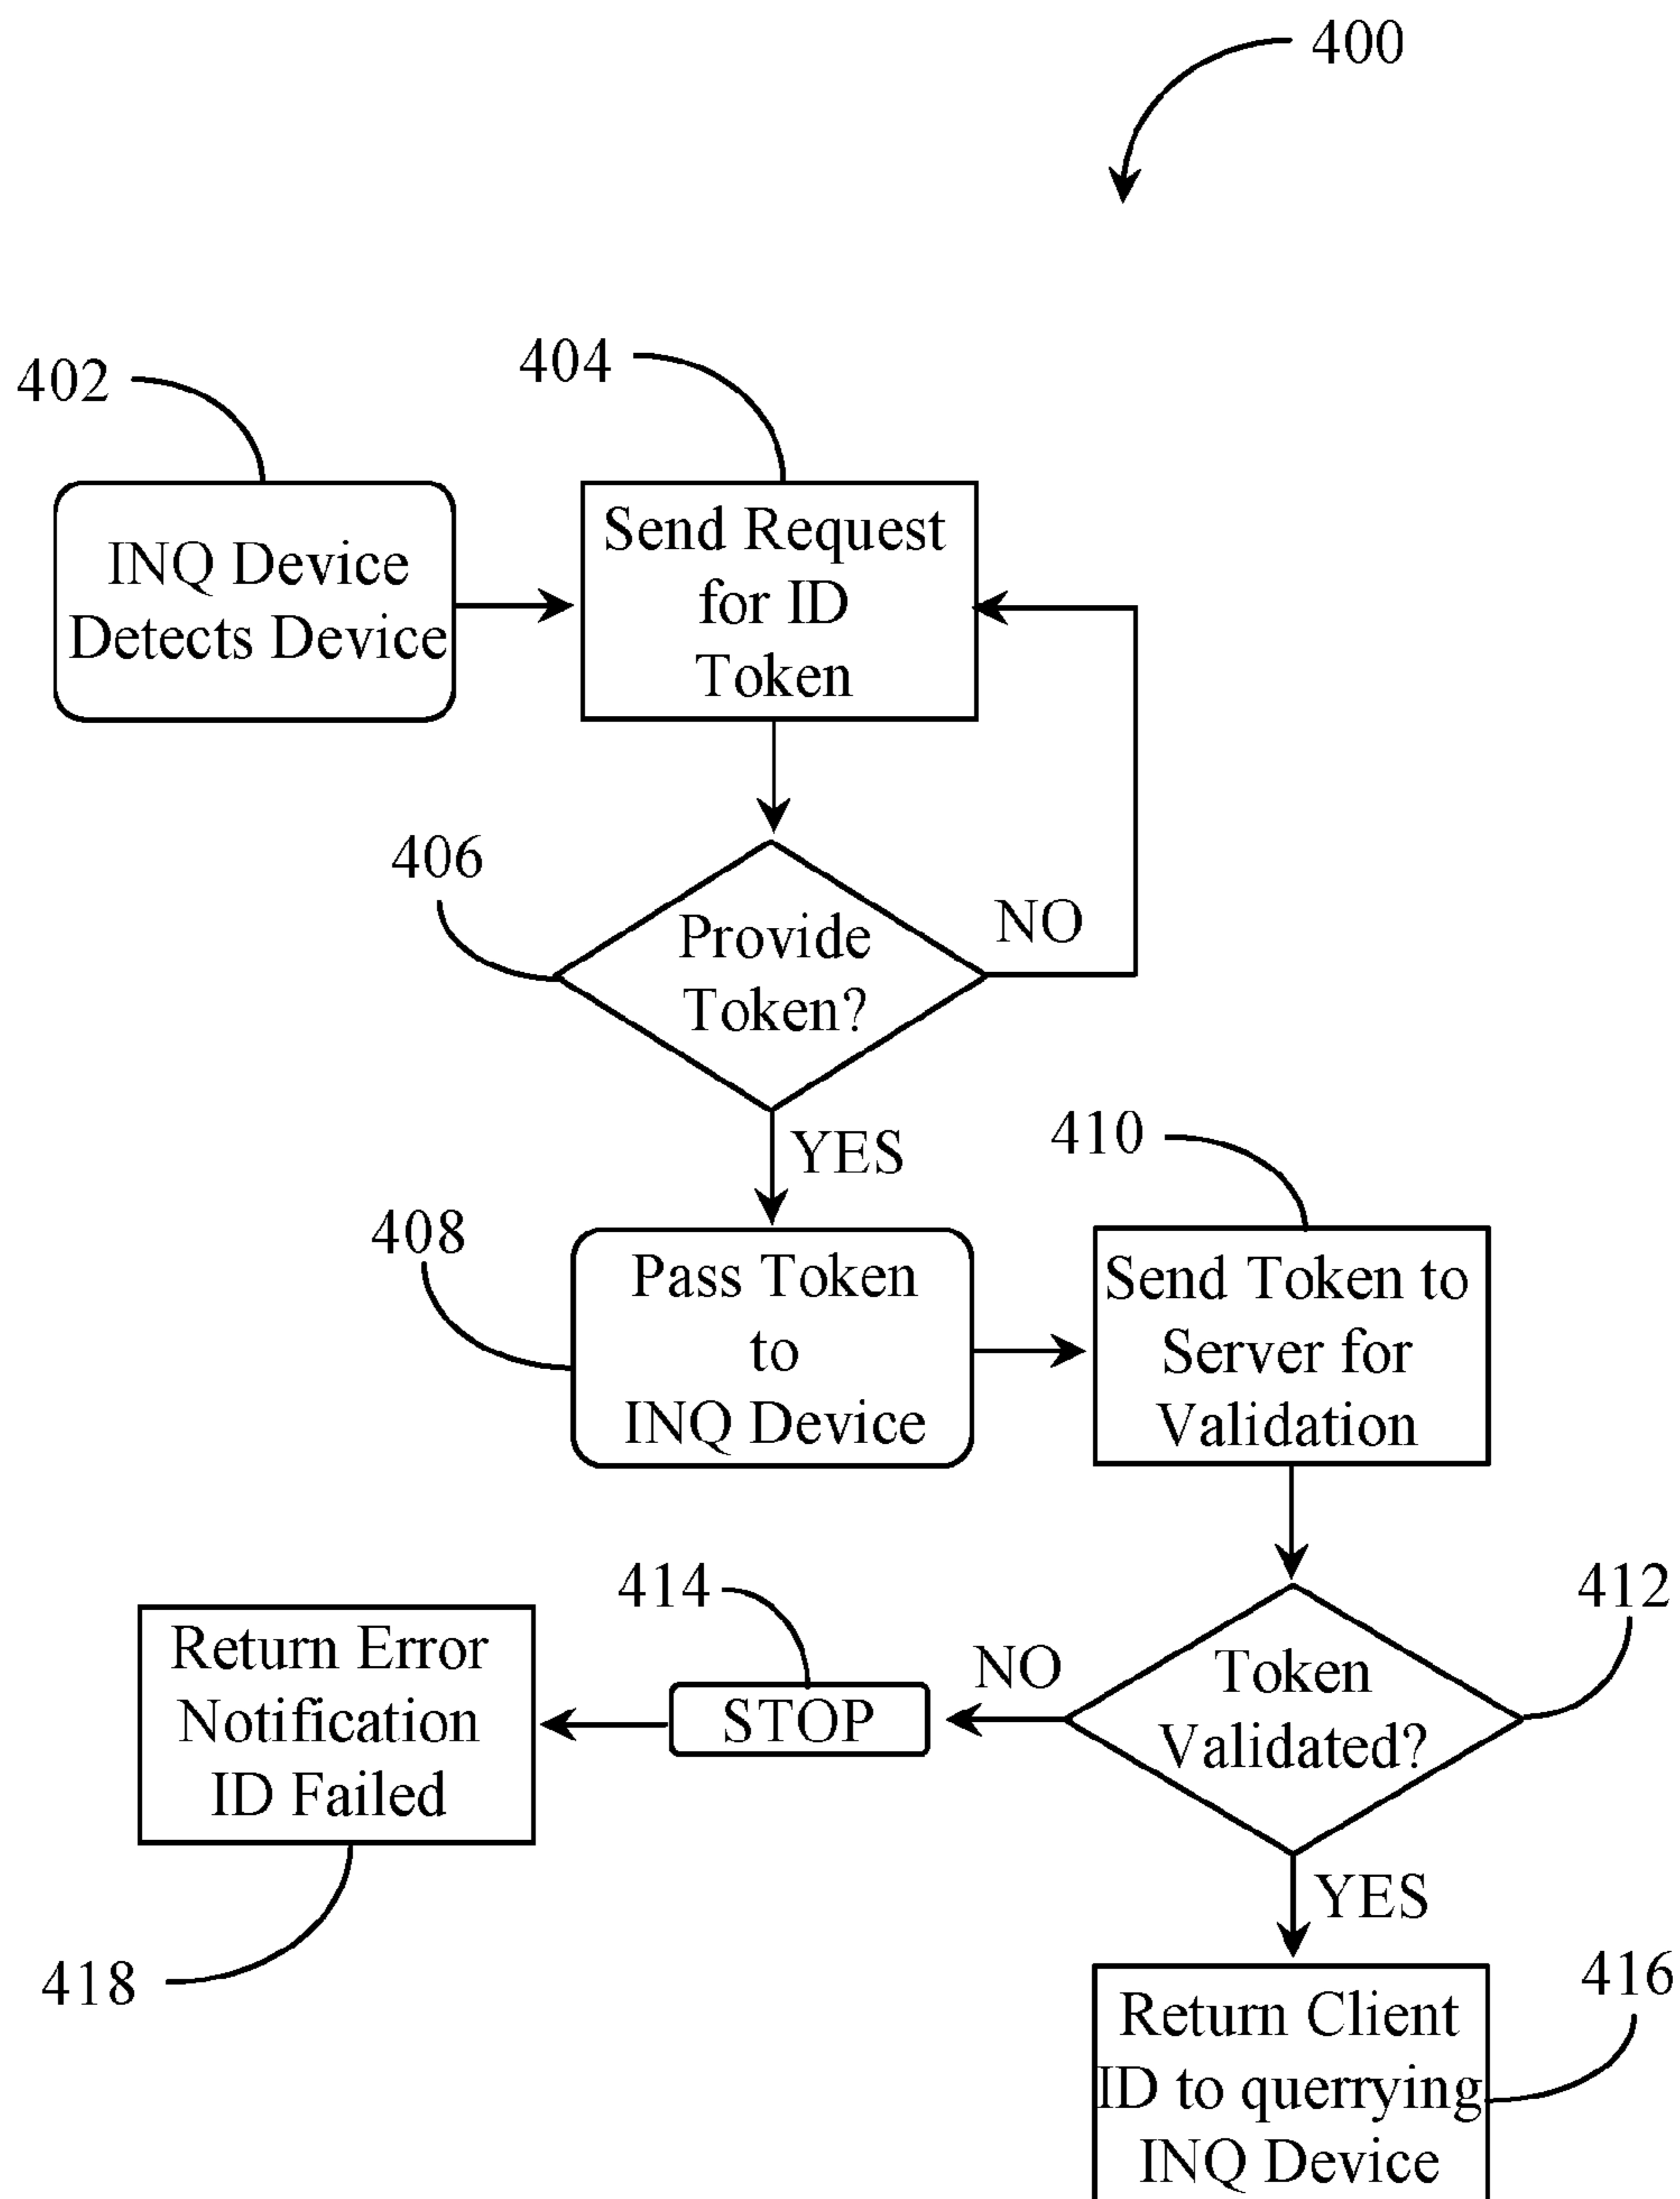 400
402
404
INQ Device
Detects Device
Send Request
for ID
Token
406
Provide
Token?
NO
YES
408
410
Pass Token
to
INQ Device
Send Token to
Server for
Validation
414
412
Return Error
Notification
ID Failed
STOP
NO
Token
Validated?
YES
418
416
Return Client
ID to querrying
INQ Device